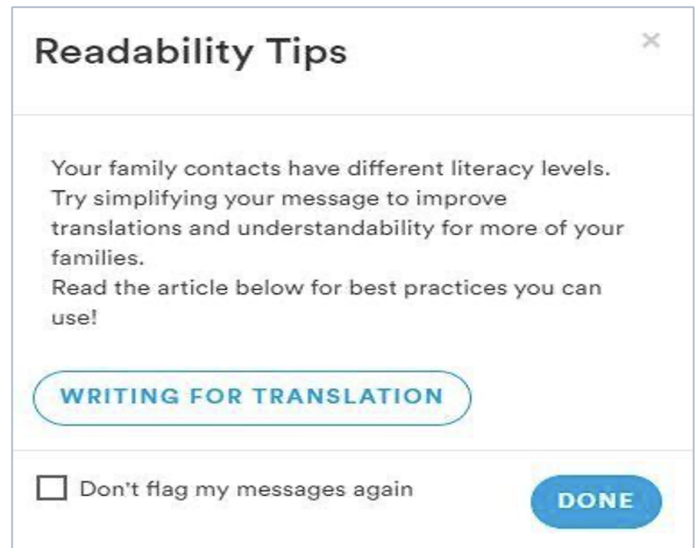 Readability Tips
×
Your family contacts have different literacy levels.
Try simplifying your message to improve
translations and understandability for more of your
families.
Read the article below for best practices you can
use!
WRITING FOR TRANSLATION
Don't flag my messages again
DONE